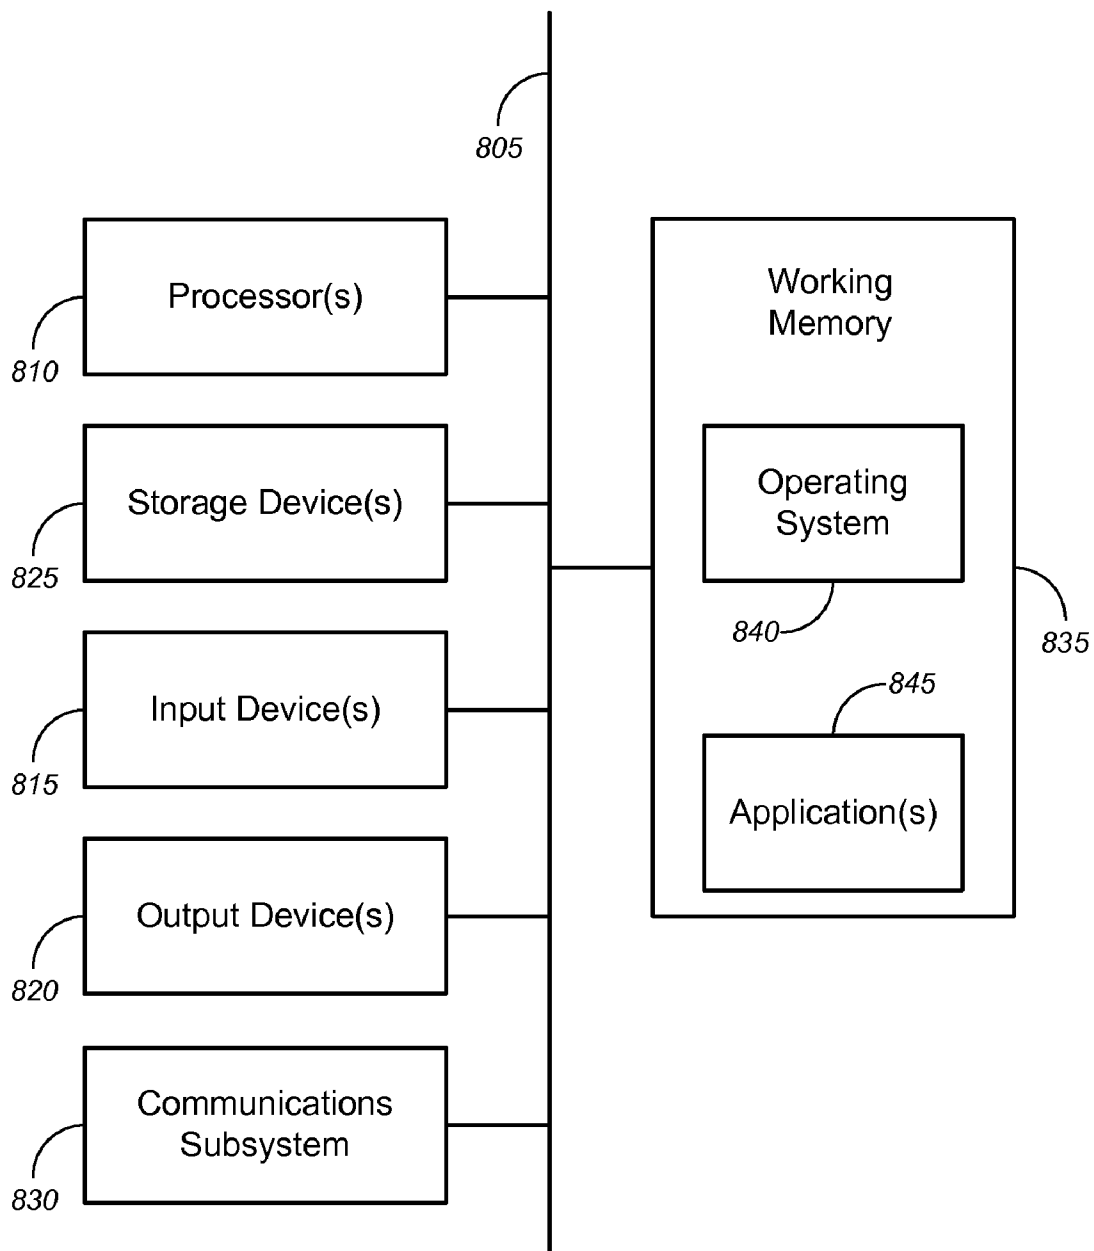 805
Processor(s)
810
Storage Device(s)
825
Input Device(s)
815
Output Device(s)
820
Communications
Subsystem
830
Working
Memory
Operating
System
840
835
845
Application(s)